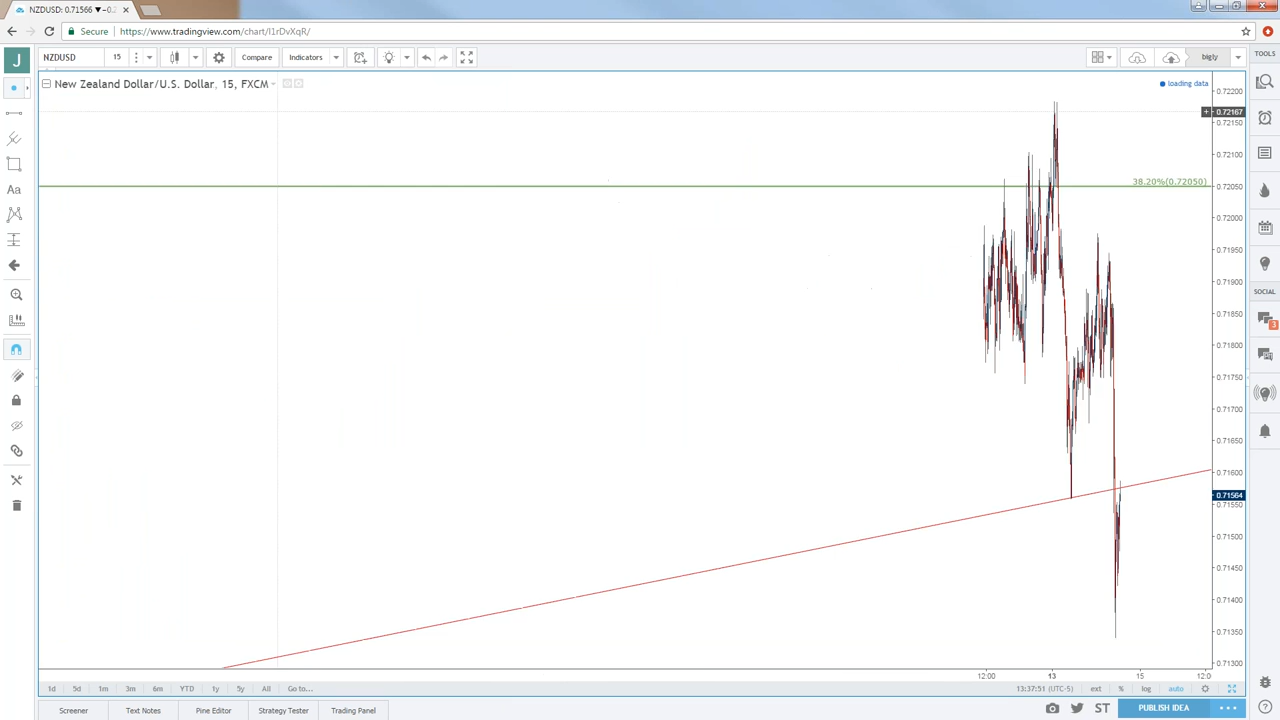 NZDUSD: 0.71566 ▼−0.2
Secure
https://www.tradingview.com/chart/I1rDvXqR/
J
NZDUSD
15
Compare
Indicators
bigly
TOOLS
New Zealand Dollar/U.S. Dollar, 15, FXCM
loading data
0.72200
0.72167
0.72150
0.72100
38.20%(0.72050)
0.72050
0.72000
0.71950
0.71900
0.71850
0.71800
0.71750
0.71700
0.71650
0.71600
0.71564
0.71550
0.71500
0.71450
0.71400
0.71350
0.71300
Aa
SOCIAL
3
12:00
13
15
12:0
1d
5d
1m
3m
6m
YTD
1y
5y
All
Go to...
13:37:51 (UTC-5)
ext
%
log
auto
Screener
Text Notes
Pine Editor
Strategy Tester
Trading Panel
ST
PUBLISH IDEA